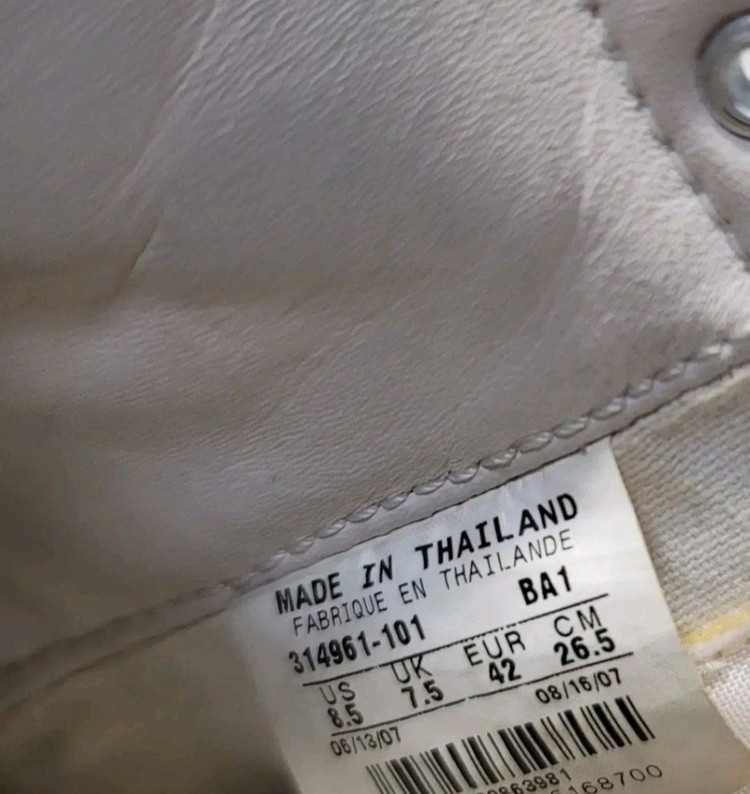 MADE IN THAILAND
FABRIQUE EN THAILANDE
314961-101 BA1
US UK EUR CM
8.5 7.5 42 26.5
06/13/07 08/16/07